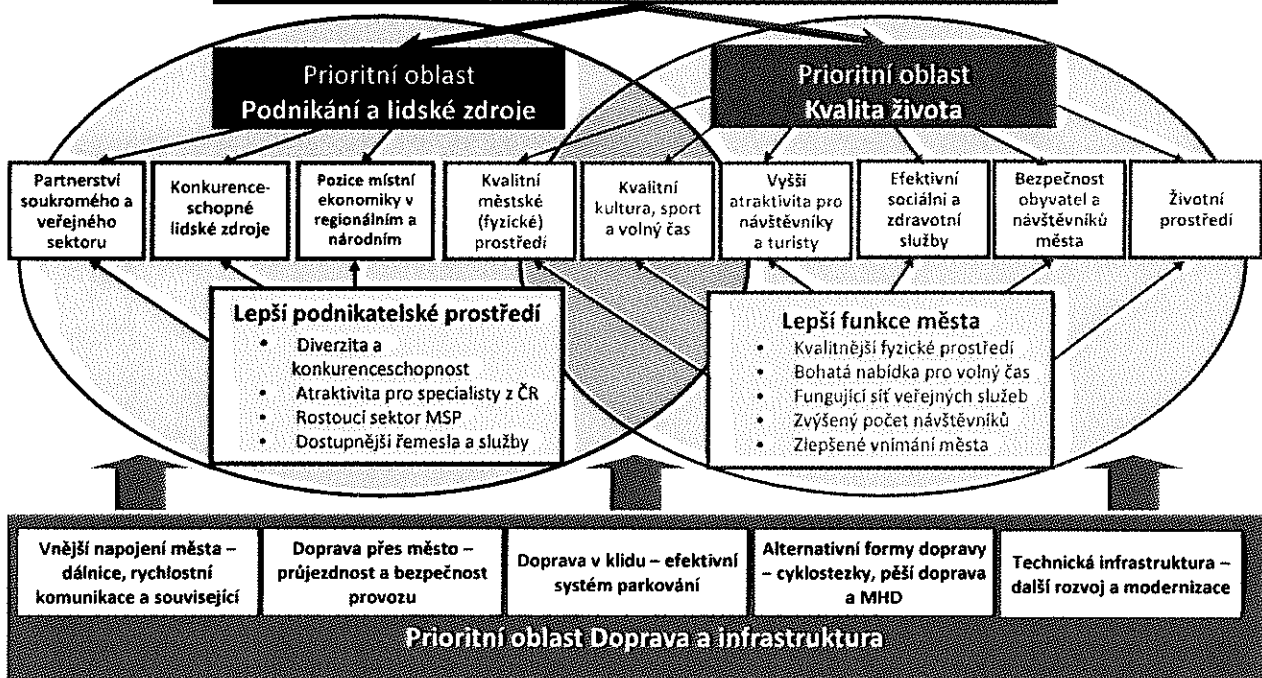 Prioritní oblast
Podnikání a lidské zdroje
Prioritní oblast
Kvalita života
Partnerství
soukromého a
veřejného
sektoru
Konkurence-
schopné
lidské zdroje
Pozice místní
ekonomiky v
regionálním a
národním
Kvalitní
městské
(fyzické)
prostředí
Kvalitní
kultura, sport
a volný čas
Vyšší
atraktivita pro
návštěvníky
a turisty
Efektivní
sociální a
zdravotní
služby
Bezpečnost
obyvatel a
návštěvníků
města
Životní
prostředí
Lepší podnikatelské prostředí
• Diverzita a
konkurenceschopnost
• Atraktivita pro specialisty z ČR
• Rostoucí sektor MSP
• Dostupnější řemesla a služby
Lepší funkce města
• Kvalitnější fyzické prostředí
• Bohatá nabídka pro volný čas
• Fungující síť veřejných služeb
• Zvýšený počet návštěvníků
• Zlepšené vnímání města
Vnější napojení města –
dálnice, rychlostní
komunikace a související
Doprava přes město –
průjezdnost a bezpečnost
provozu
Doprava v klidu – efektivní
systém parkování
Alternativní formy dopravy
– cyklostezky, pěší doprava
a MHD
Technická infrastruktura –
další rozvoj a modernizace
Prioritní oblast Doprava a infrastruktura